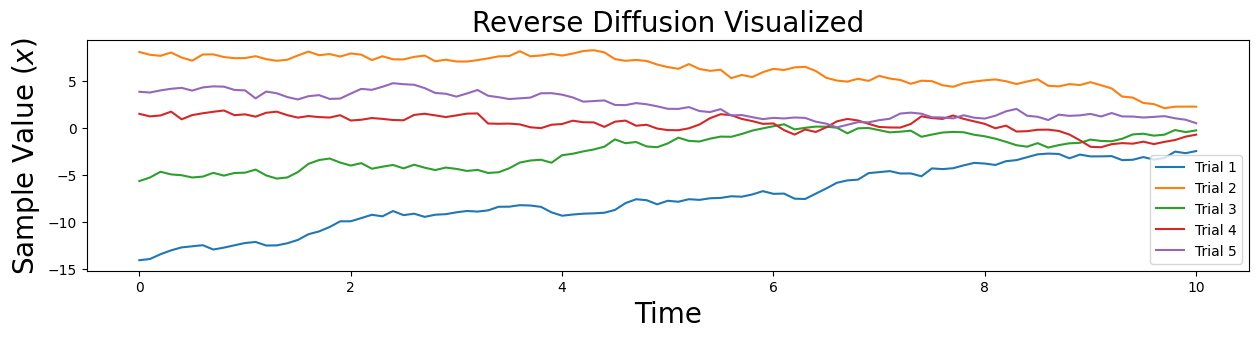 Reverse Diffusion Visualized
Sample Value (x)
5
0
−5
−10
−15
0 2 4 6 8 10
Time
Trial 1
Trial 2
Trial 3
Trial 4
Trial 5